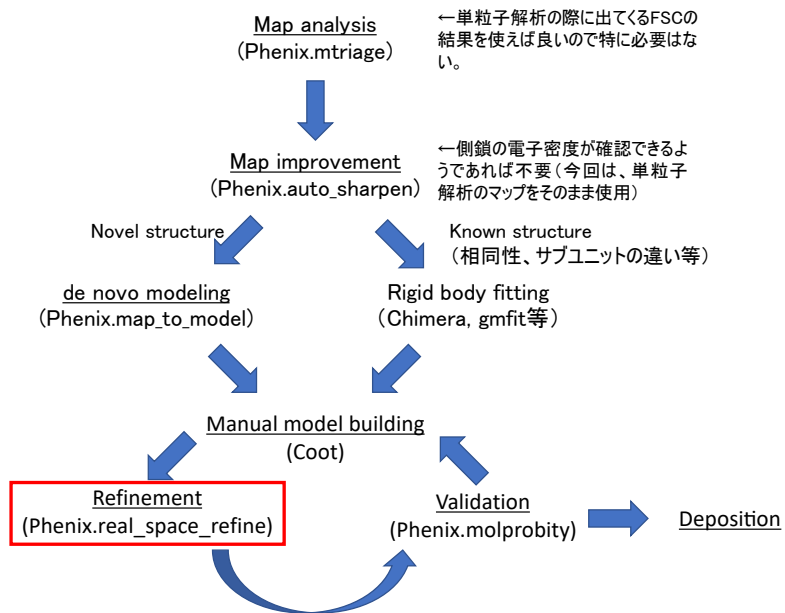 Map analysis
(Phenix.mtriage)
←単粒子解析の際に出てくるFSCの
結果を使えば良いので特に必要は
ない。
Map improvement
(Phenix.auto_sharpen)
←側鎖の電子密度が確認できるよ
うであれば不要(今回は、単粒子
解析のマップをそのまま使用)
Novel structure
Known structure
(相同性、サブユニットの違い等)
de novo modeling
(Phenix.map_to_model)
Rigid body fitting
(Chimera, gmfit等)
Manual model building
(Coot)
Refinement
(Phenix.real_space_refine)
Validation
(Phenix.molprobity)
Deposition